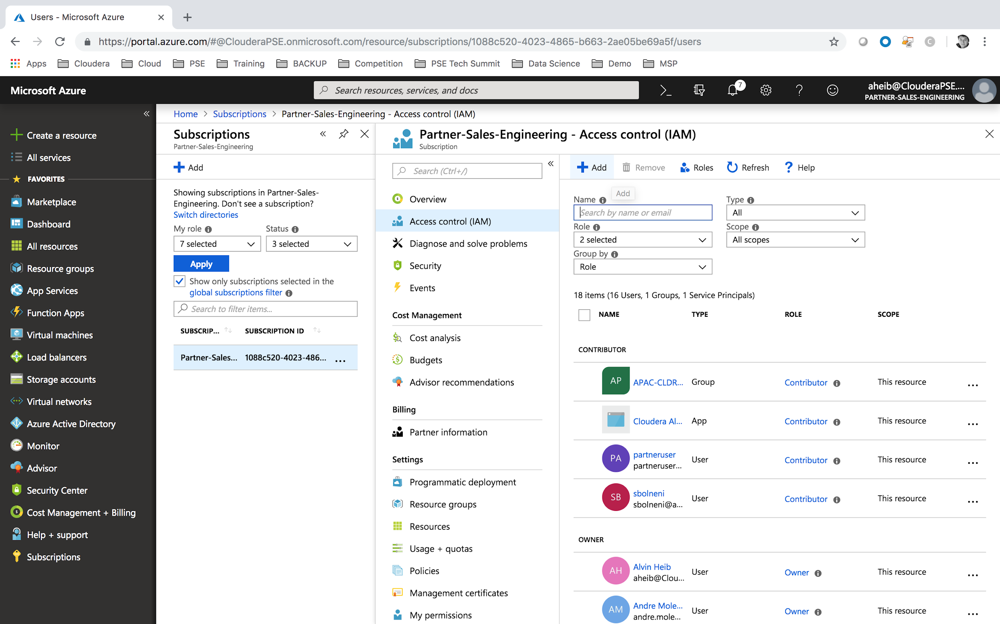 Users - Microsoft Azure
https://portal.azure.com/#@ClouderaPSE.onmicrosoft.com/resource/subscriptions/1088c520-4023-4865-b663-2ae05be69a5f/users
C
Apps Cloudera Cloud PSE Training BACKUP Competition PSE Tech Summit Data Science Demo MSP
Microsoft Azure
Search resources, services, and docs
7
aheib@ClouderaPSE....
PARTNER-SALES-ENGINEERING
Create a resource
All services
FAVORITES
Marketplace
Dashboard
All resources
Resource groups
App Services
Function Apps
Virtual machines
Load balancers
Storage accounts
Virtual networks
Azure Active Directory
Monitor
Advisor
Security Center
Cost Management + Billing
Help + support
Subscriptions
Home > Subscriptions > Partner-Sales-Engineering - Access control (IAM)
Subscriptions
Partner-Sales-Engineering
Add
Showing subscriptions in Partner-Sales-
Engineering. Don't see a subscription?
Switch directories
My role Status
7 selected 3 selected
Apply
Show only subscriptions selected in the
global subscriptions filter
Search to filter items...
SUBSCRIP... SUBSCRIPTION ID
Partner-Sales... 1088c520-4023-486... ...
Partner-Sales-Engineering - Access control (IAM)
Subscription
Search (Ctrl+/)
Overview
Access control (IAM)
Diagnose and solve problems
Security
Events
Cost Management
Cost analysis
Budgets
Advisor recommendations
Billing
Partner information
Settings
Programmatic deployment
Resource groups
Resources
Usage + quotas
Policies
Management certificates
My permissions
Add Remove Roles Refresh Help
Add
Name Type
Search by name or email All
Role Scope
2 selected All scopes
Group by
Role
18 items (16 Users, 1 Groups, 1 Service Principals)
NAME TYPE ROLE SCOPE
CONTRIBUTOR
AP APAC-CLDR... Group Contributor This resource ...
Cloudera Al... App Contributor This resource ...
PA partneruser User Contributor This resource ...
partneruser...
SB sbolneni User Contributor This resource ...
sbolneni@a...
OWNER
AH Alvin Heib User Owner This resource ...
aheib@Clou...
AM Andre Mole... User Owner This resource ...
andre.mole...